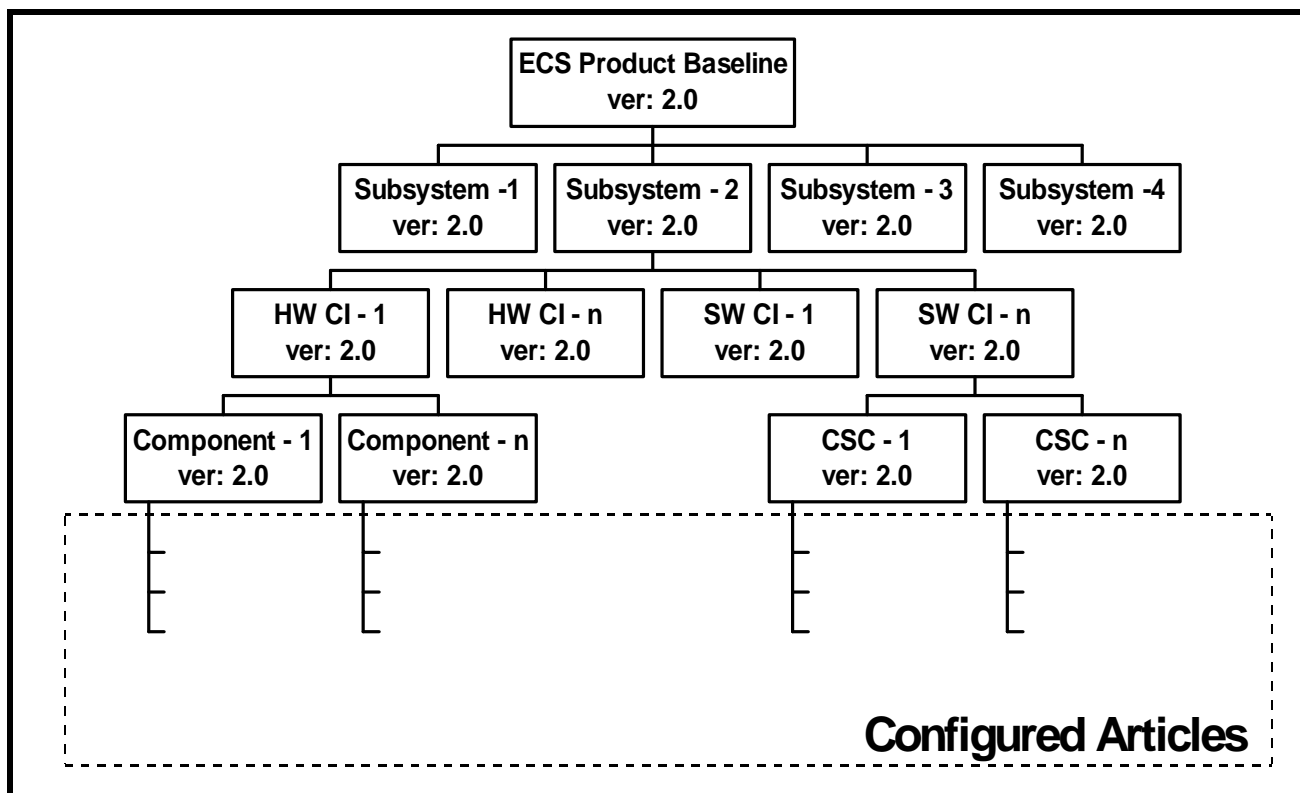 ECS Product Baseline
ver: 2.0
Subsystem -1
ver: 2.0
Subsystem - 2
ver: 2.0
Subsystem - 3
ver: 2.0
Subsystem -4
ver: 2.0
HW CI - 1
ver: 2.0
HW CI - n
ver: 2.0
SW CI - 1
ver: 2.0
SW CI - n
ver: 2.0
Component - 1
ver: 2.0
Component - n
ver: 2.0
CSC - 1
ver: 2.0
CSC - n
ver: 2.0
Configured Articles